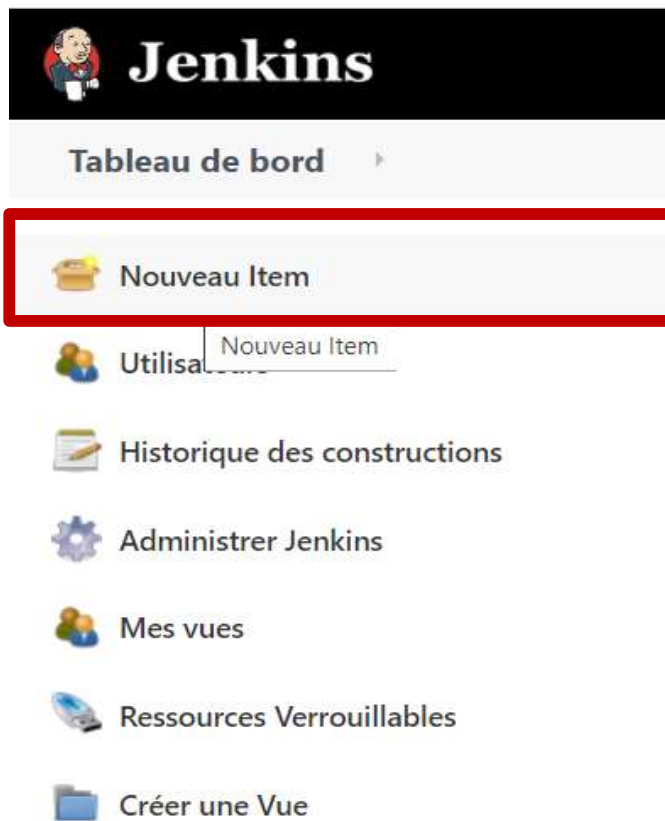 Jenkins
Tableau de bord
Nouveau Item
Nouveau Item
Historique des constructions
Administrer Jenkins
Mes vues
Ressources Verrouillables
Créer une Vue